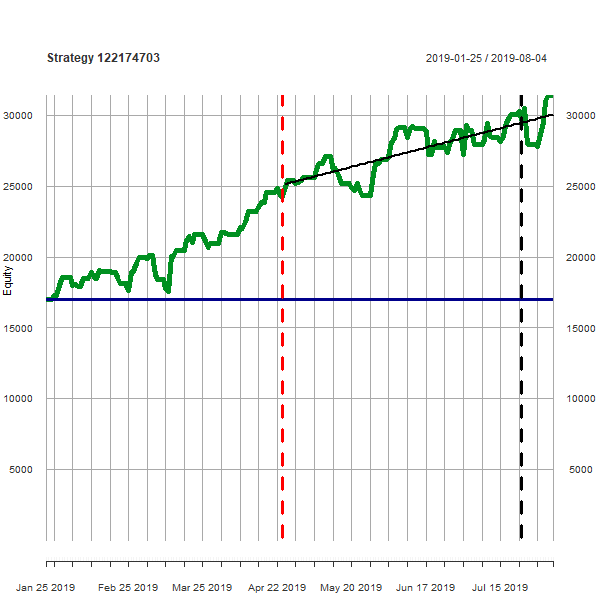 Strategy 122174703
2019-01-25 / 2019-08-04
30000
30000
25000
25000
20000
20000
Equity
15000
15000
10000
10000
5000
5000
Jan 25 2019
Feb 25 2019
Mar 25 2019
Apr 22 2019
May 20 2019
Jun 17 2019
Jul 15 2019